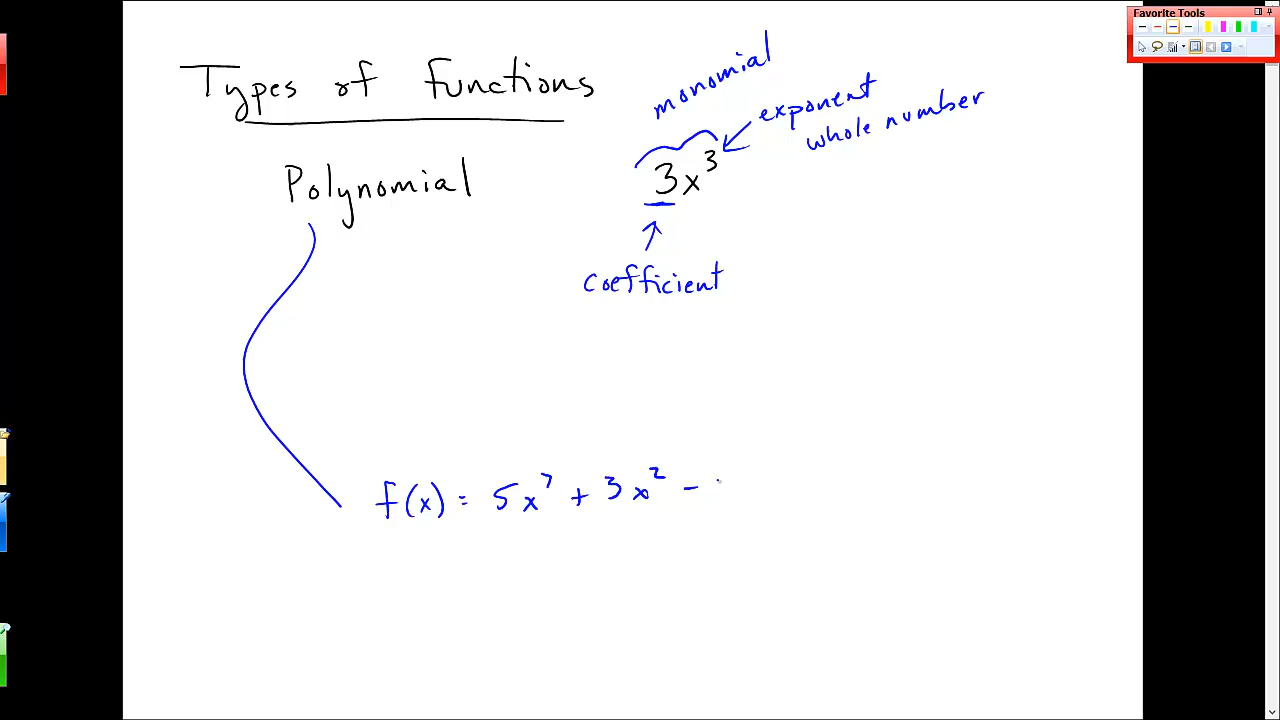 Favorite Tools
Types of functions
monomial
exponent
whole number
3x³
Polynomial
coefficient
f(x) = 5x⁷ + 3x² -